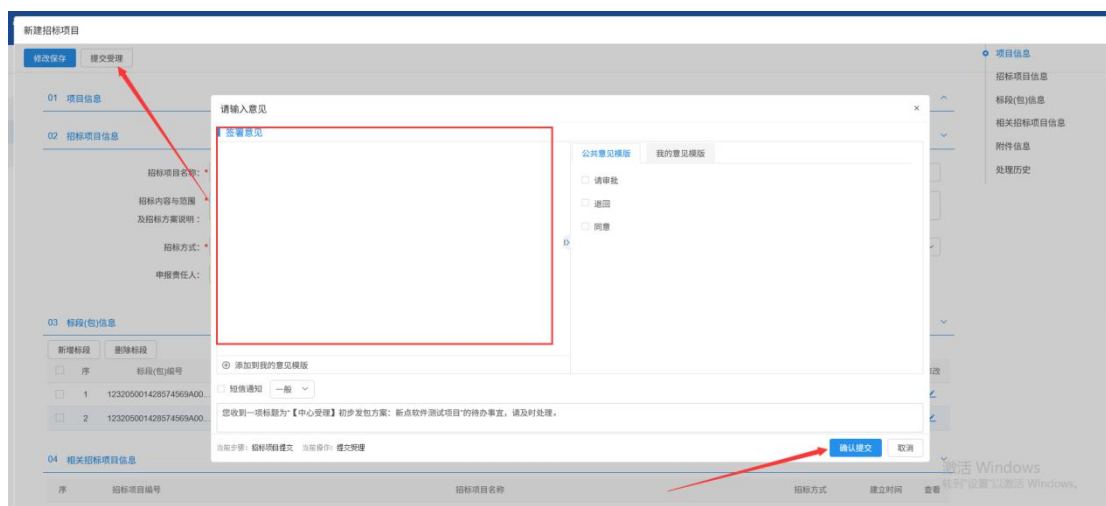 新建招标项目
修改保存 提交受理
项目信息
招标项目信息
标段(包)信息
相关招标项目信息
附件信息
处理历史
01 项目信息
02 招标项目信息
招标项目名称: *
招标内容与范围
及招标方案说明: *
招标方式: *
申报责任人:
03 标段(包)信息
新增标段 删除标段
序 标段(包)编号
1 123205001428574569A00...
2 123205001428574569A00...
04 相关招标项目信息
序 招标项目编号 招标项目名称 招标方式 建立时间 查看
请输入意见 ×
签署意见
公共意见模版 我的意见模版
请审批
退回
同意
添加到我的意见模版
短信通知 一般
您收到一项标题为“【中心受理】初步发包方案：新点软件测试项目”的待办事宜，请及时处理。
当前步骤: 招标项目提交 当前操作: 提交受理
确认提交 取消
激活 Windows
转到“设置”以激活 Windows。